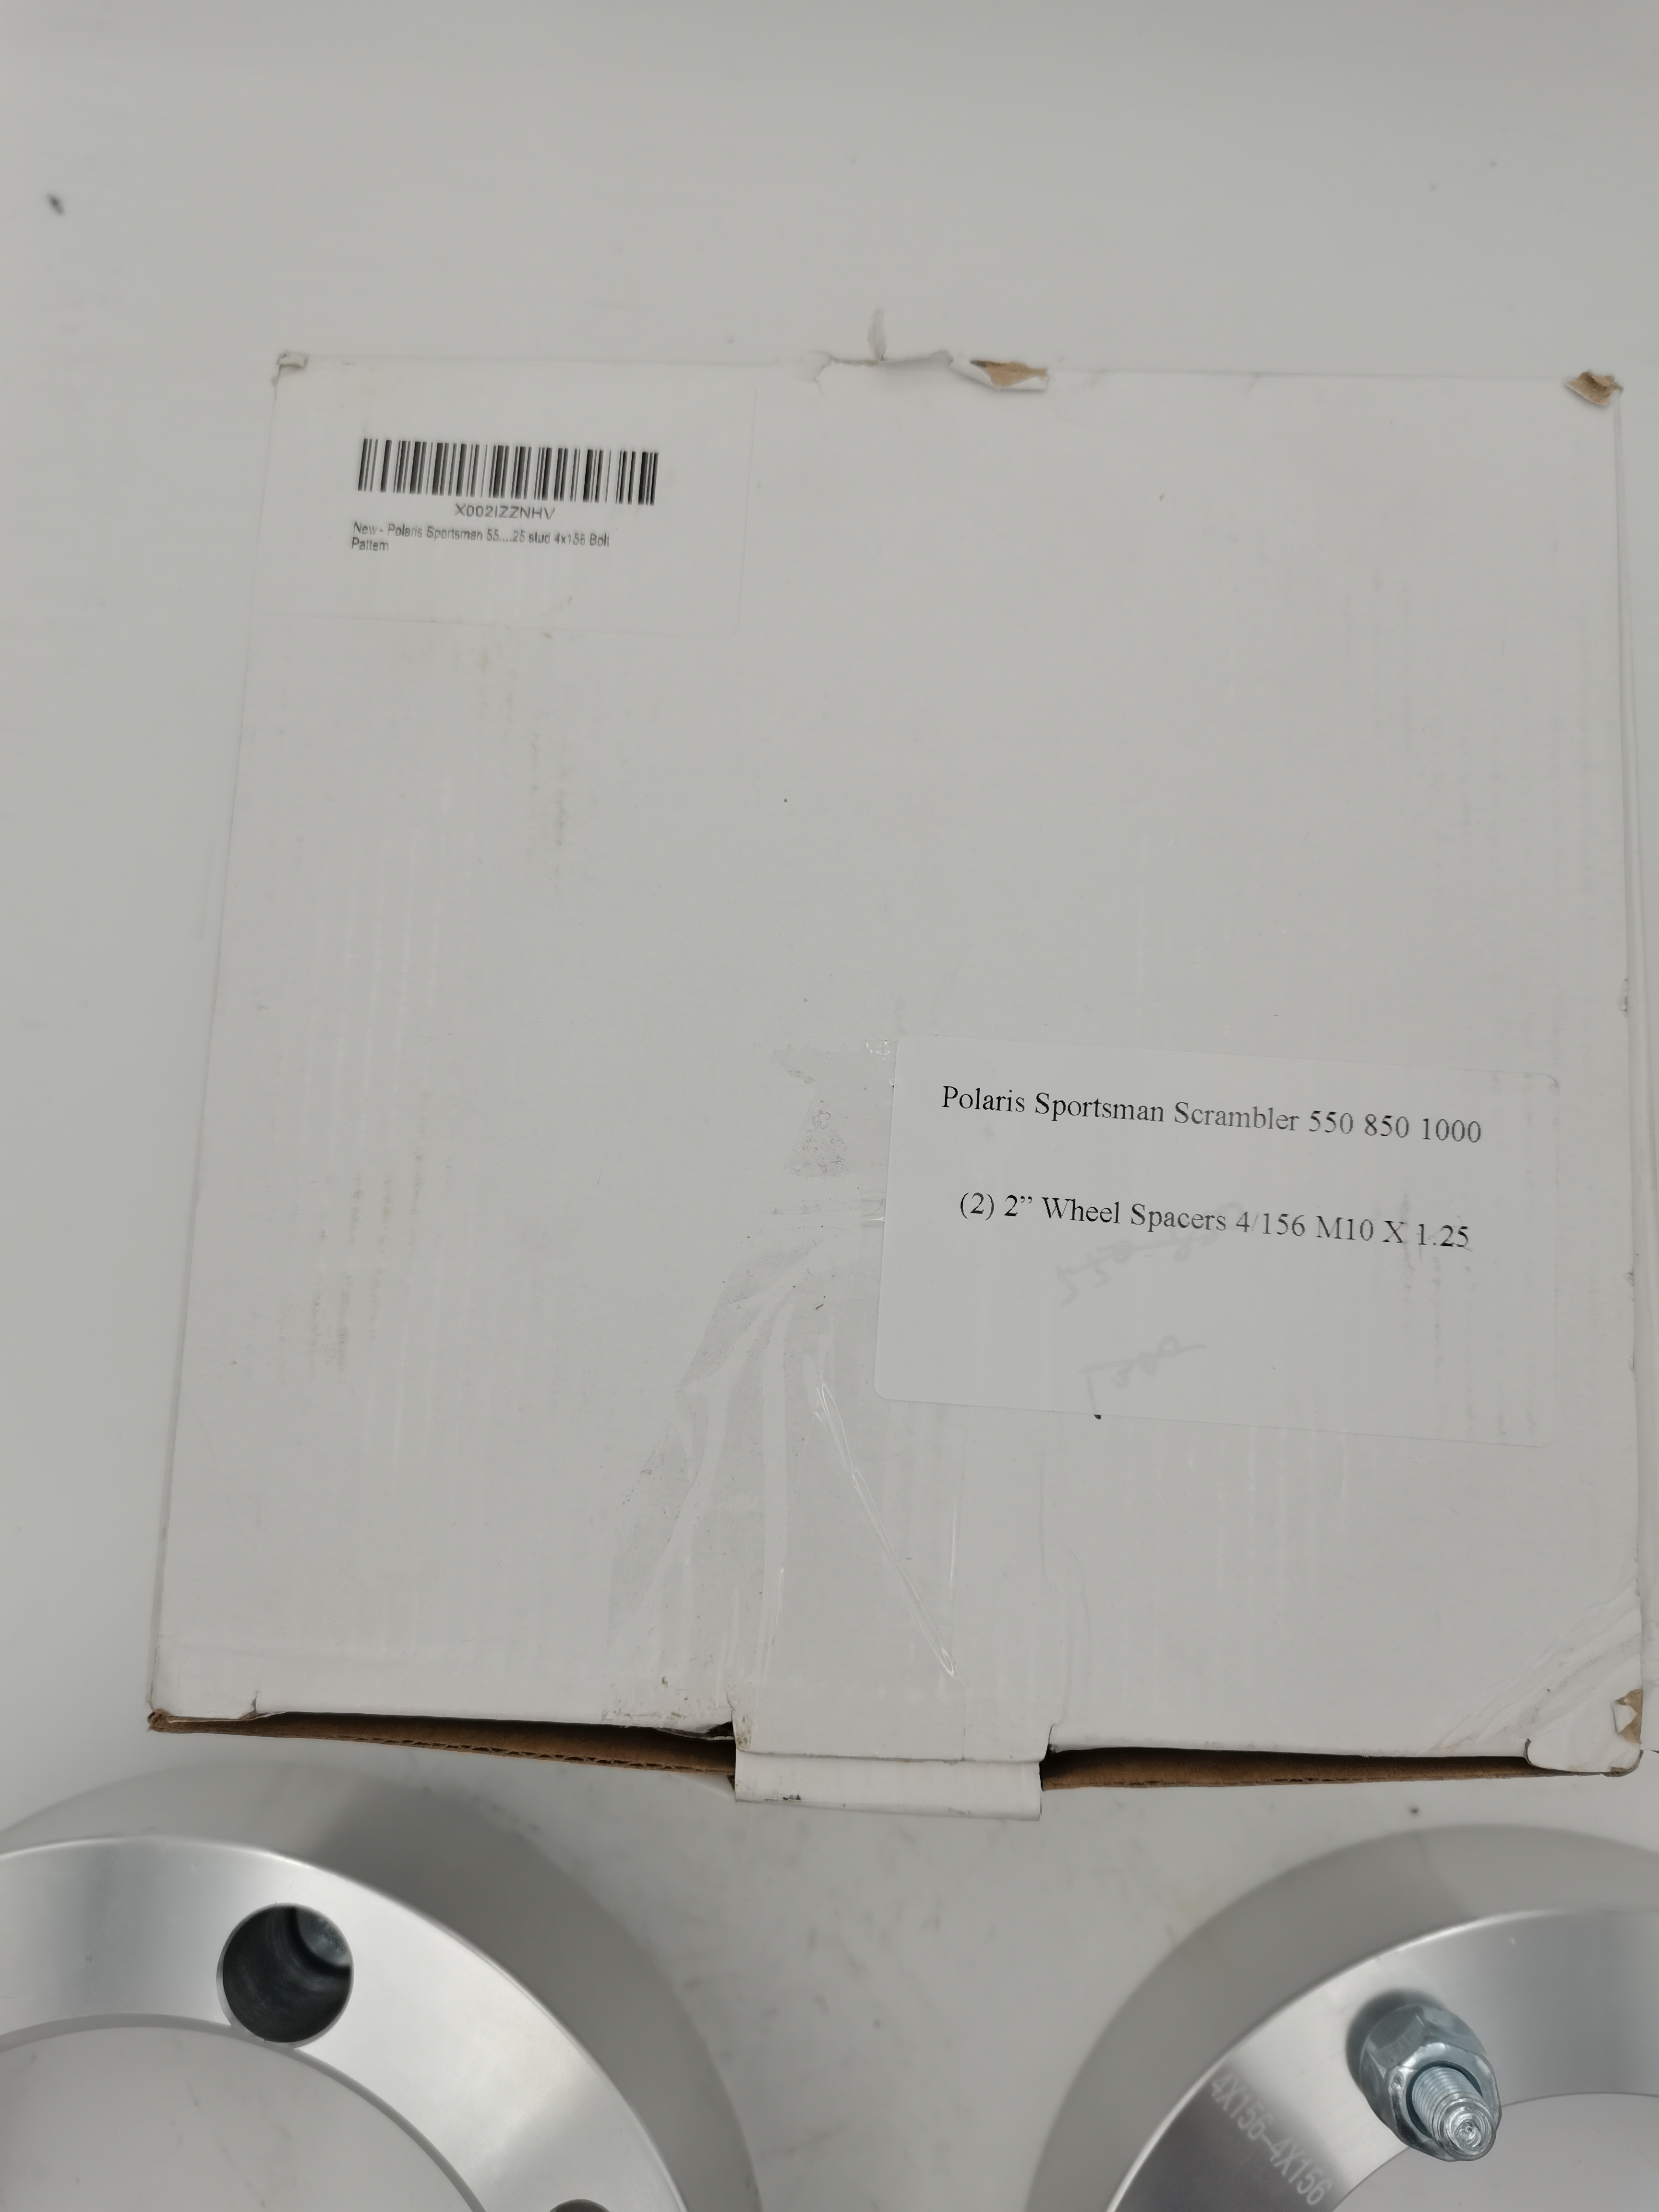 X002IZZNHV
New - Polaris Sportsman 55....25 stud 4x156 Bolt
Pattern
Polaris Sportsman Scrambler 550 850 1000
(2) 2” Wheel Spacers 4/156 M10 X 1.25
4X156-4X156